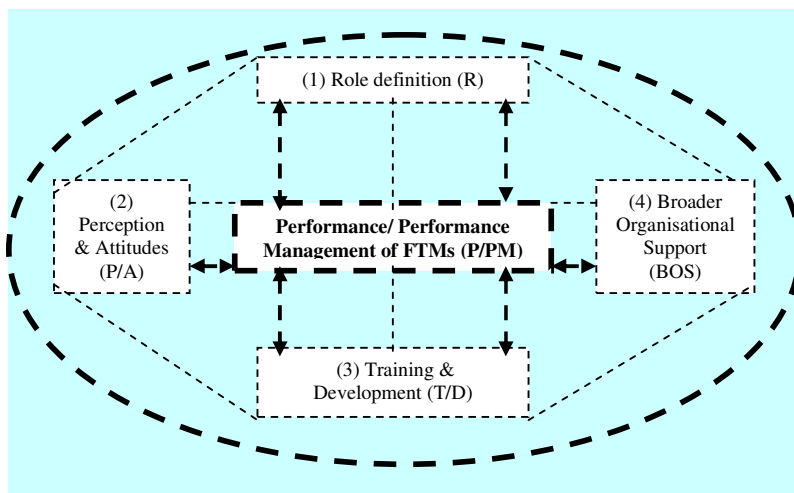 (1) Role definition (R)
(2)
Perception
& Attitudes
(P/A)
Performance/ Performance
Management of FTMs (P/PM)
(4) Broader
Organisational
Support
(BOS)
(3) Training &
Development (T/D)